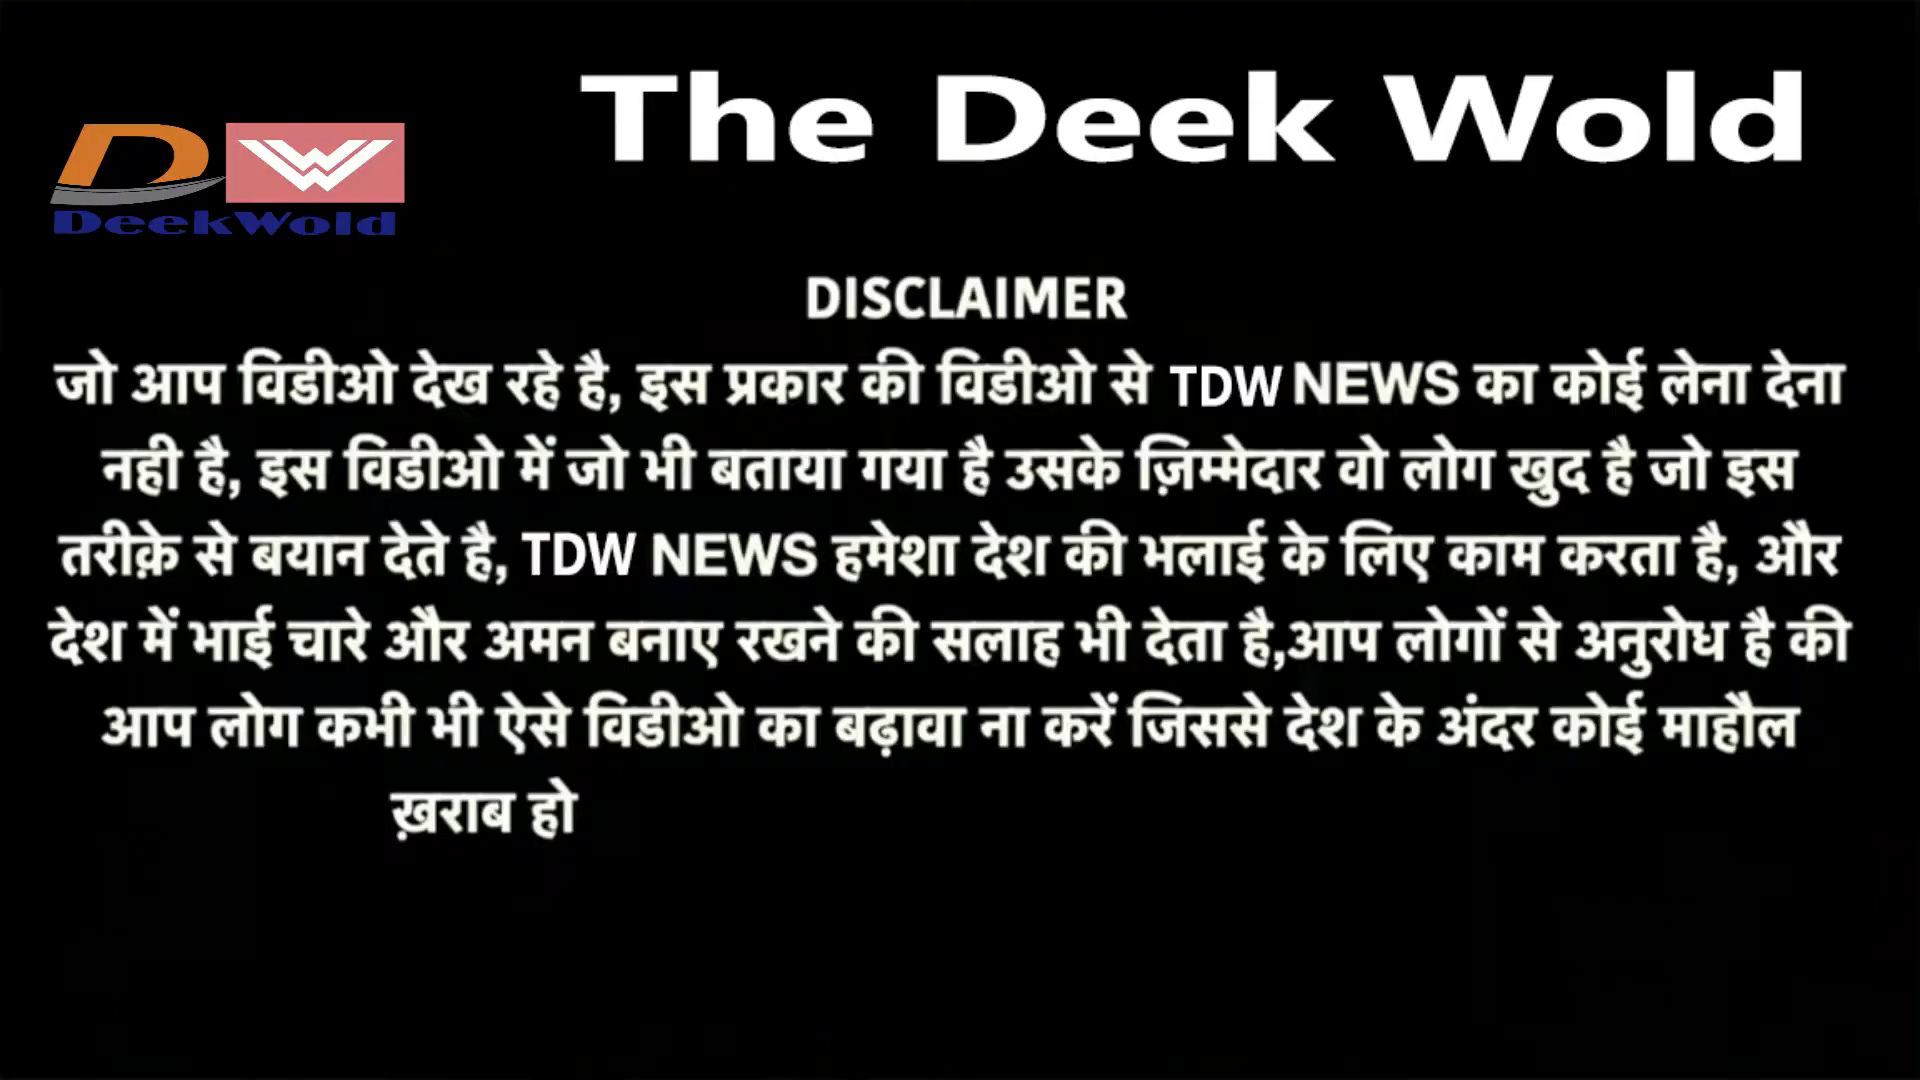 The Deek Wold
DW
DeekWold
DISCLAIMER
जो आप विडीओ देख रहे है, इस प्रकार की विडीओ से TDW NEWS का कोई लेना देना
नही है, इस विडीओ में जो भी बताया गया है उसके ज़िम्मेदार वो लोग खुद है जो इस
तरीक़े से बयान देते है, TDW NEWS हमेशा देश की भलाई के लिए काम करता है, और
देश में भाई चारे और अमन बनाए रखने की सलाह भी देता है,आप लोगों से अनुरोध है की
आप लोग कभी भी ऐसे विडीओ का बढ़ावा ना करें जिससे देश के अंदर कोई माहौल
ख़राब हो